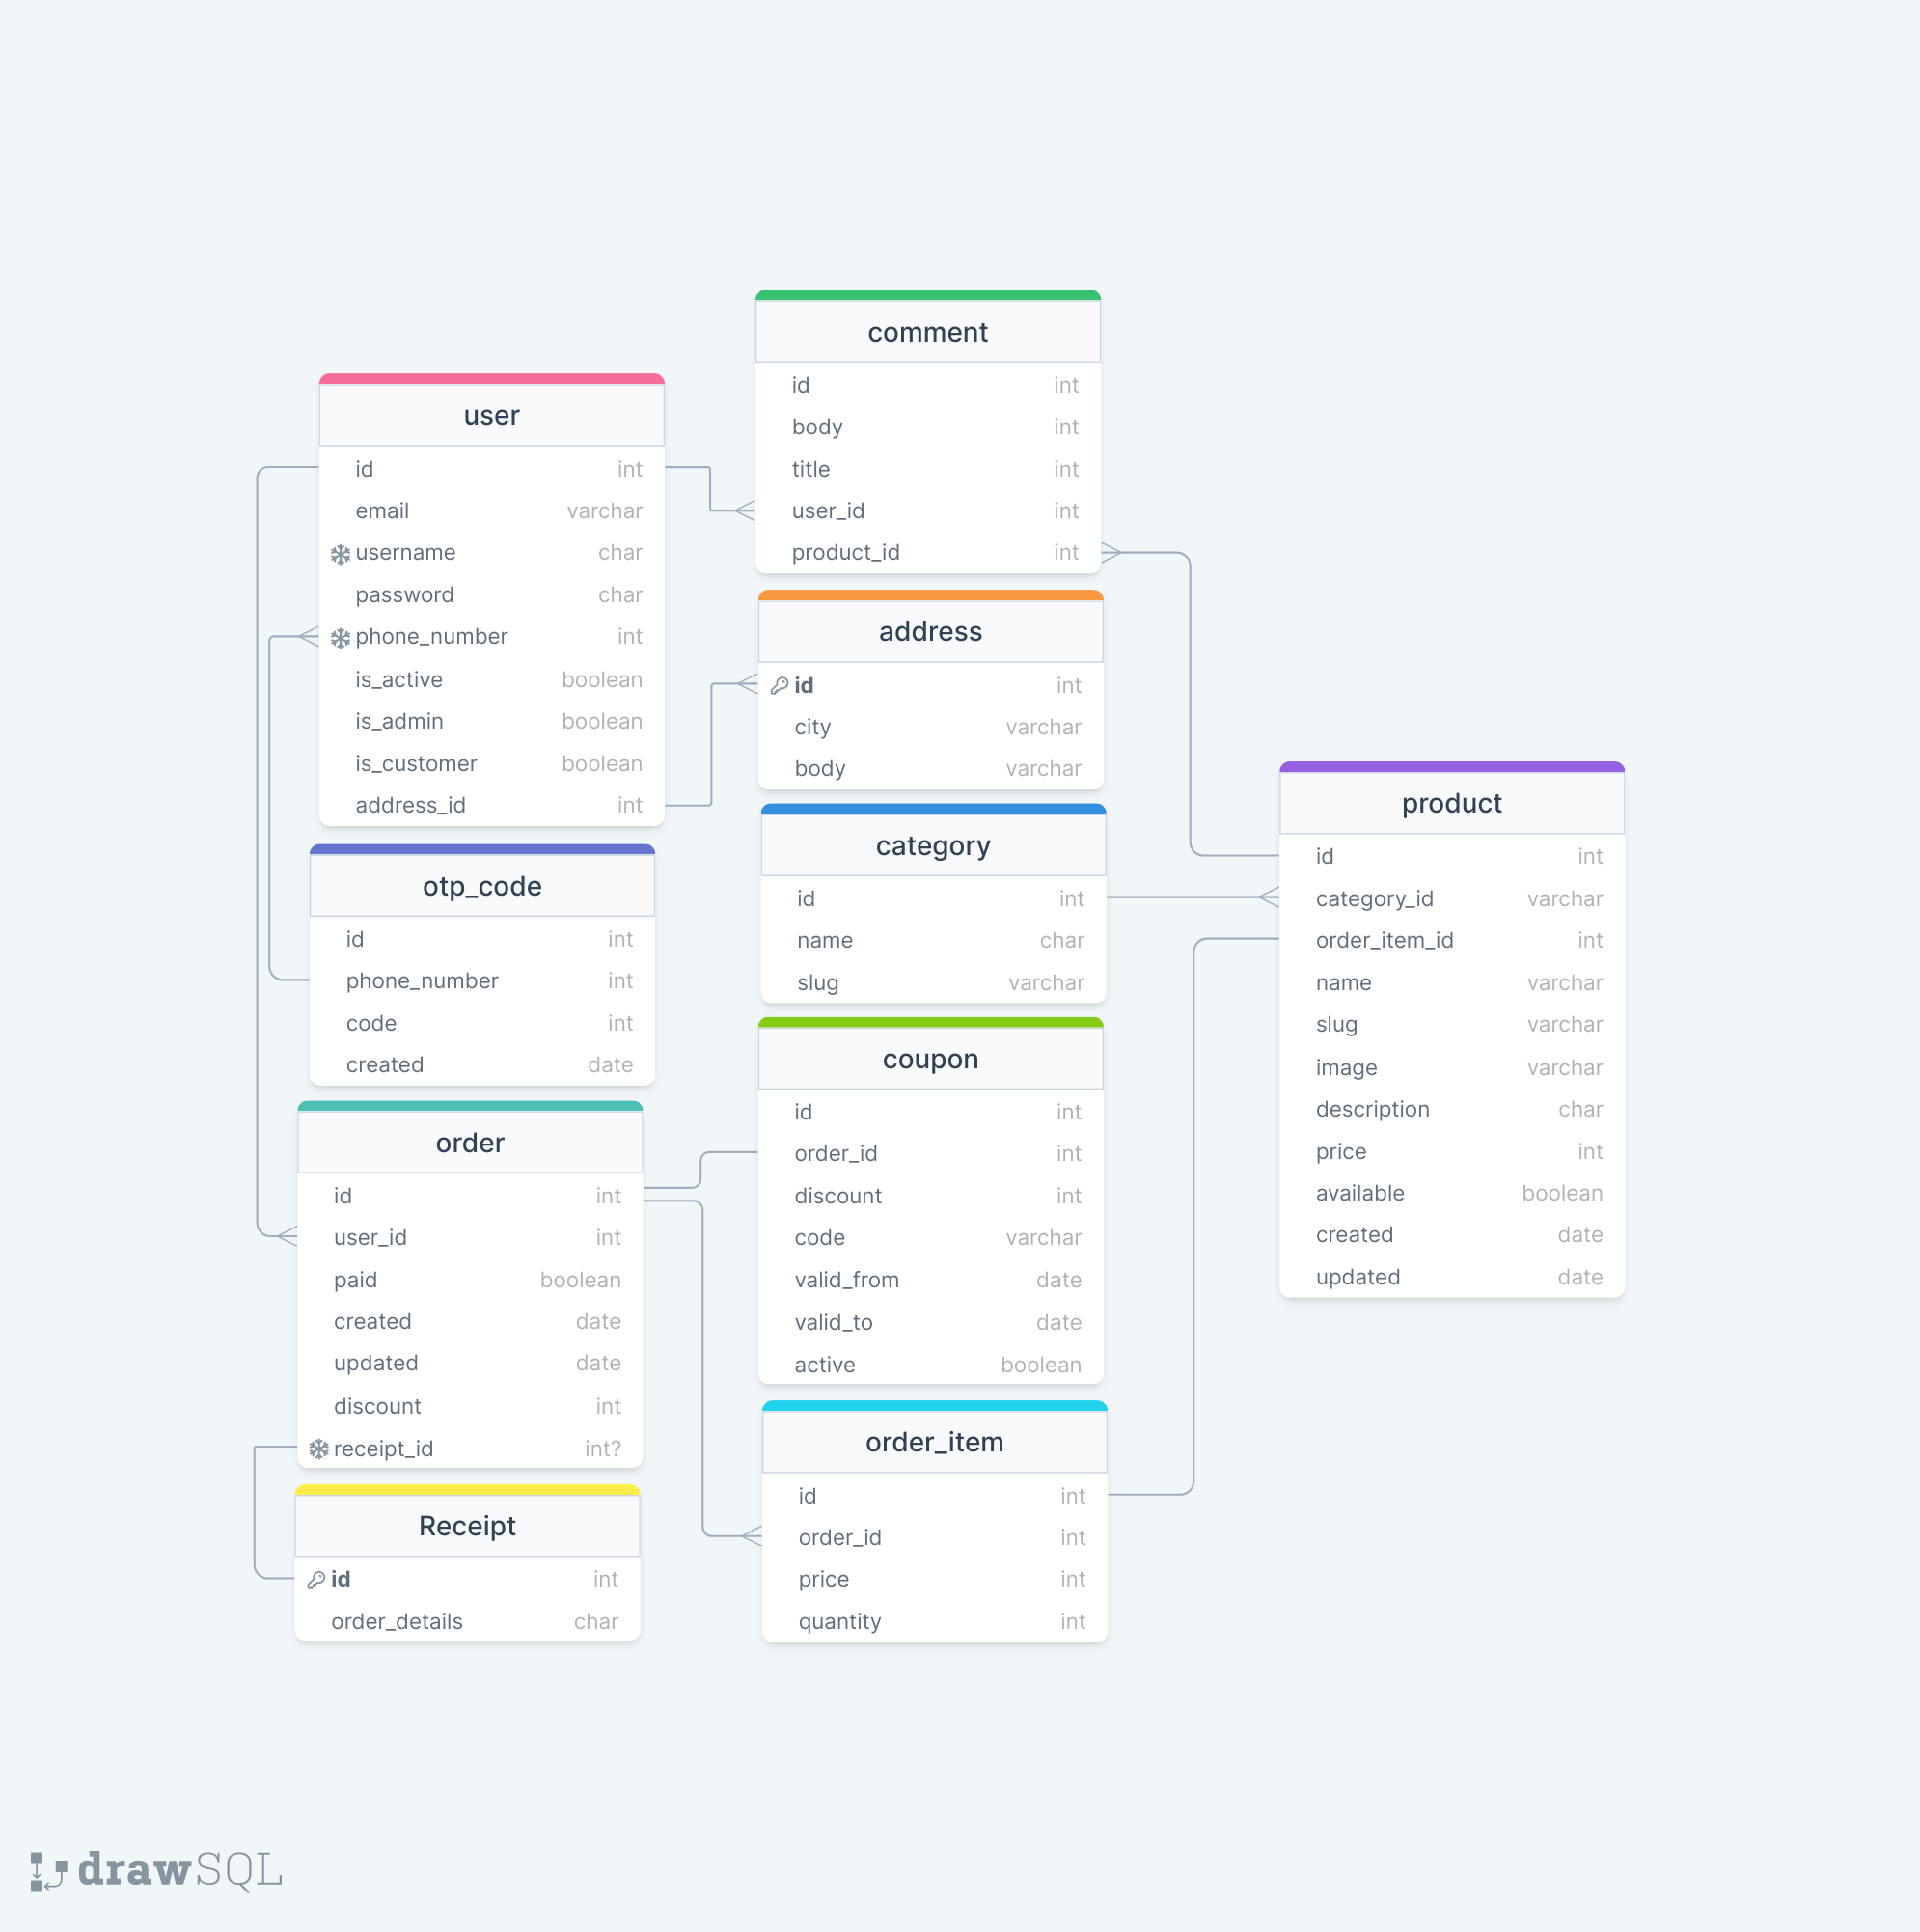 comment
id int
body int
title int
user_id int
product_id int
user
id int
email varchar
username char
password char
phone_number int
is_active boolean
is_admin boolean
is_customer boolean
address_id int
address
id int
city varchar
body varchar
product
id int
category_id varchar
order_item_id int
name varchar
slug varchar
image varchar
description char
price int
available boolean
created date
updated date
category
id int
name char
slug varchar
otp_code
id int
phone_number int
code int
created date
coupon
id int
order_id int
discount int
code varchar
valid_from date
valid_to date
active boolean
order
id int
user_id int
paid boolean
created date
updated date
discount int
receipt_id int?
order_item
id int
order_id int
price int
quantity int
Receipt
id int
order_details char
drawSQL